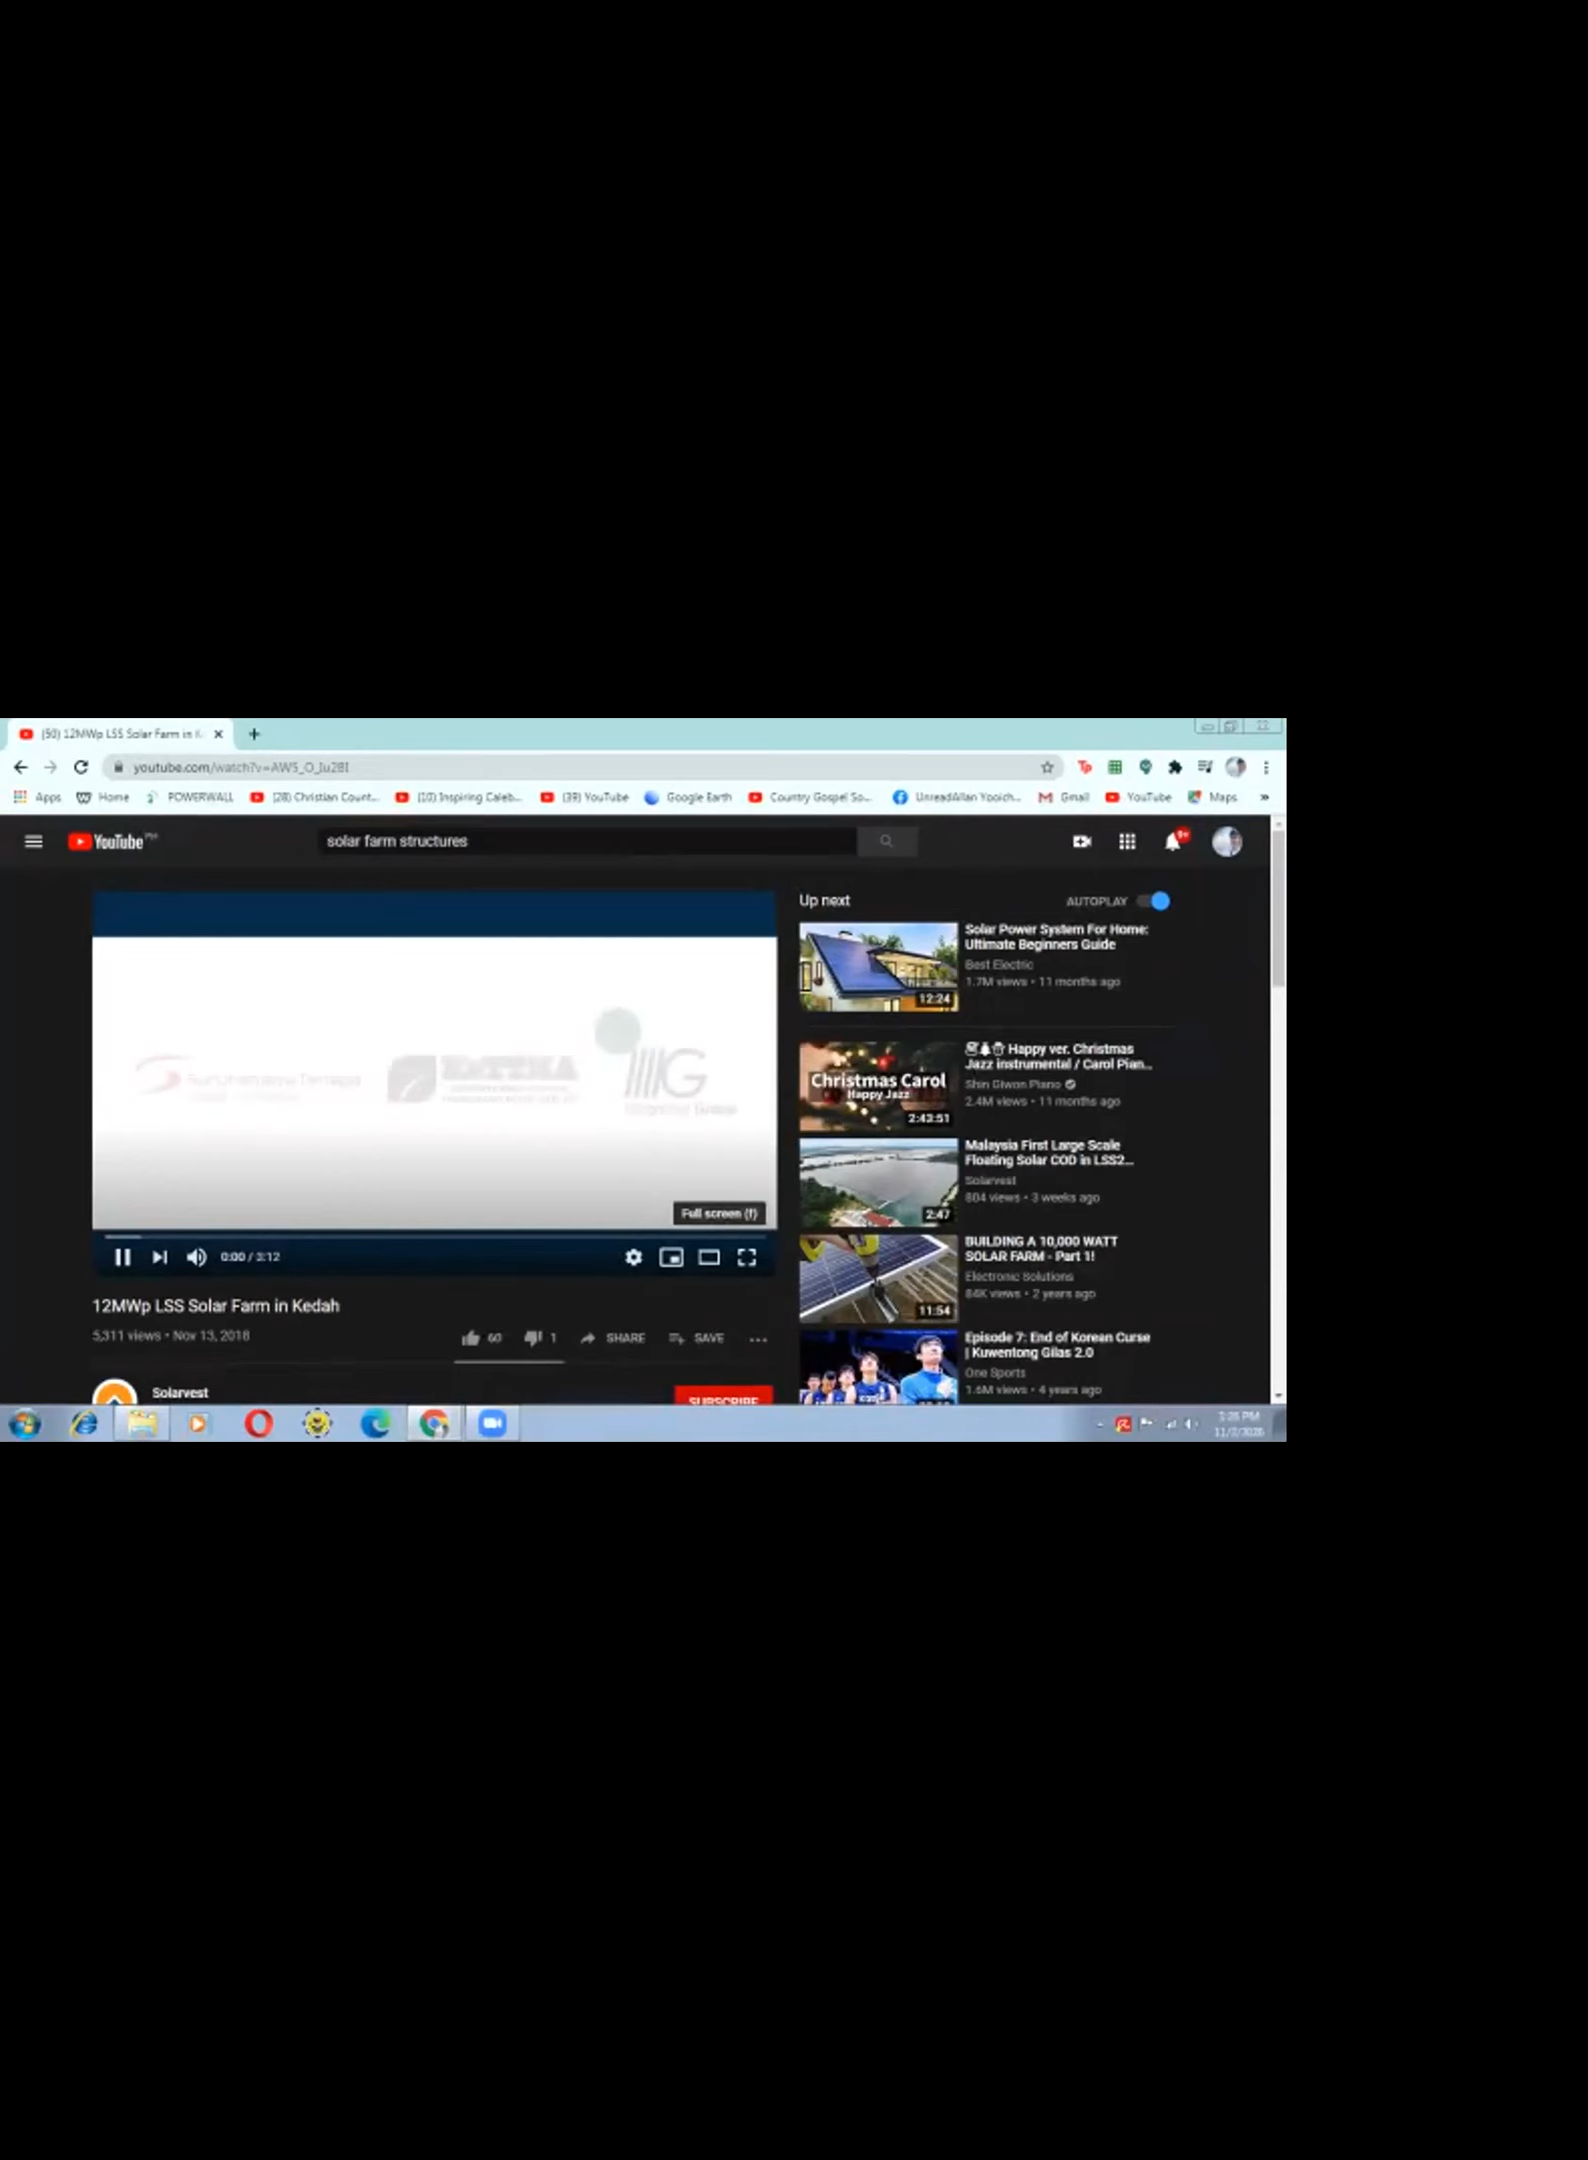 (50) 12MWp LSS Solar Farm in K
youtube.com/watch?v=AWS_O_Iu2BI
Apps Home POWERWALL (28) Christian Count... (10) Inspiring Caleb... (39) YouTube Google Earth Country Gospel So... UnreadAllan Yooich... Gmail YouTube Maps »
YouTube PH
solar farm structures
9+
Full screen (f)
0:00 / 3:12
12MWp LSS Solar Farm in Kedah
5,311 views • Nov 13, 2018
60 1 SHARE SAVE ...
Solarvest
SUBSCRIBE
Up next AUTOPLAY
Solar Power System For Home:
Ultimate Beginners Guide
Best Electric
1.7M views • 11 months ago
12:24
Happy ver. Christmas
Jazz instrumental / Carol Pian...
Shin Giwon Piano
2.4M views • 11 months ago
Christmas Carol
Happy Jazz
2:43:51
Malaysia First Large Scale
Floating Solar COD in LSS2...
Solarvest
804 views • 3 weeks ago
2:47
BUILDING A 10,000 WATT
SOLAR FARM - Part 1!
Electronic Solutions
84K views • 2 years ago
11:54
Episode 7: End of Korean Curse
| Kuwentong Gilas 2.0
One Sports
1.6M views • 4 years ago